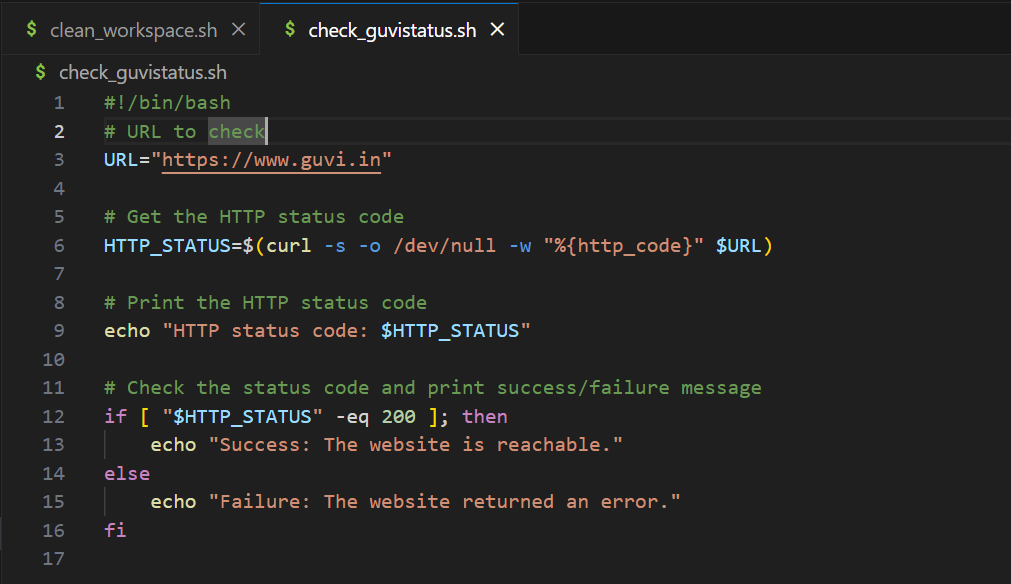 $ clean_workspace.sh × $ check_guvistatus.sh ×
$ check_guvistatus.sh
1 #!/bin/bash
2 # URL to check
3 URL="https://www.guvi.in"
4
5 # Get the HTTP status code
6 HTTP_STATUS=$(curl -s -o /dev/null -w "%{http_code}" $URL)
7
8 # Print the HTTP status code
9 echo "HTTP status code: $HTTP_STATUS"
10
11 # Check the status code and print success/failure message
12 if [ "$HTTP_STATUS" -eq 200 ]; then
13     echo "Success: The website is reachable."
14 else
15     echo "Failure: The website returned an error."
16 fi
17